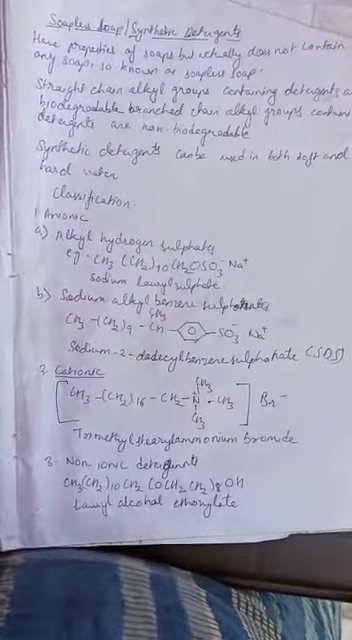 Soapless Soap/Synthetic Detergents
Have properties of soaps but actually does not contain
any soap, so known as soapless soap.
Straight chain alkyl groups containing detergents a
biodegradable branched chain alkyl groups containi
detergents are non-biodegradable
Synthetic detergents can be used in both soft and
hard water
Classification
1. Anionic
a) Alkyl hydrogen sulphates
eg. CH3 (CH2)10 CH2OSO3⁻ Na⁺
Sodium lauryl sulphate
b) Sodium alkyl benzene sulphonates
CH3
CH3 -(CH2)9 - CH - SO3⁻ Na⁺
Sodium-2-dodecylbenzene sulphonate (SDS)
2. Cationic
CH3
[CH3 -(CH2)16 - CH2 - N - CH3] Br⁻
CH3
Trimethylstearylammonium bromide
3. Non ionic detergents
CH3(CH2)10 CH2 (OCH2 CH2)8 OH
Lauryl alcohol ethoxylate